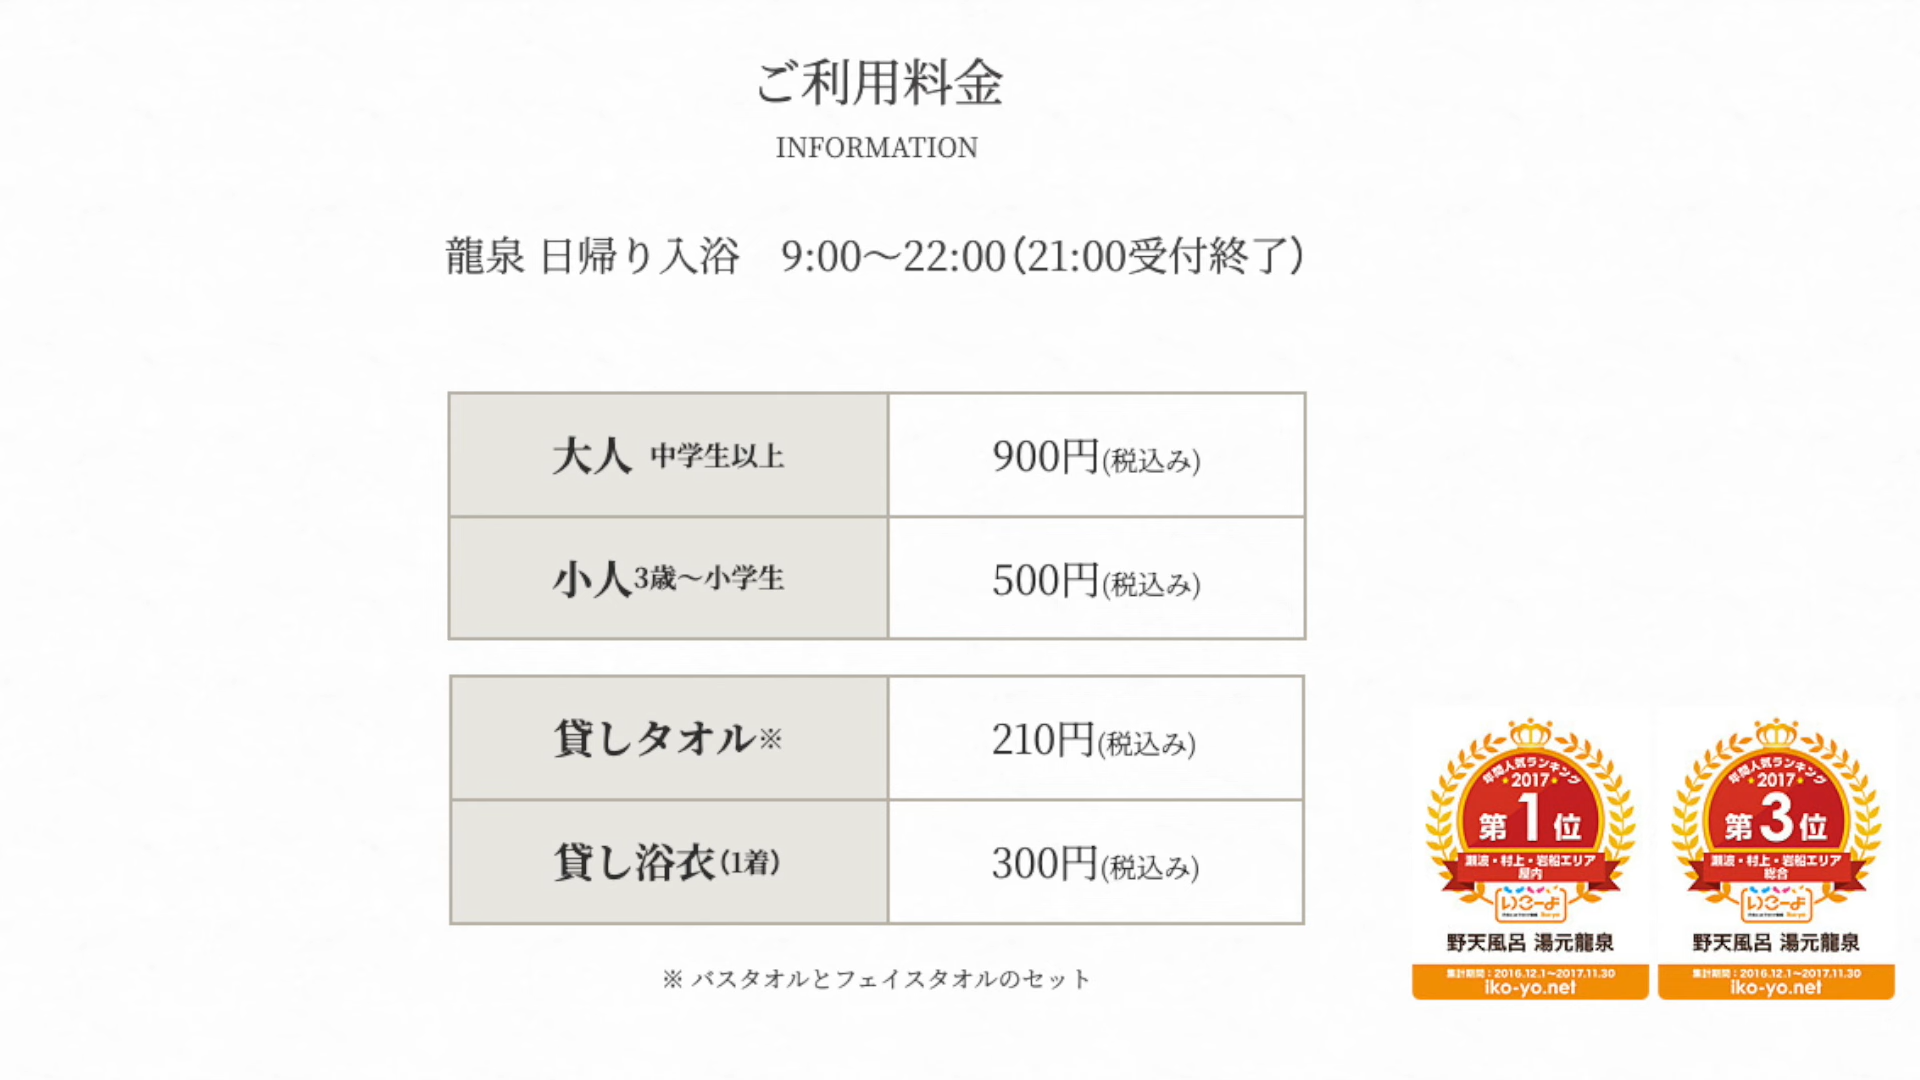 ご利用料金
INFORMATION
龍泉 日帰り入浴　9:00〜22:00(21:00受付終了)
大人 中学生以上
900円(税込み)
小人3歳〜小学生
500円(税込み)
貸しタオル※
210円(税込み)
貸し浴衣(1着)
300円(税込み)
※ バスタオルとフェイスタオルのセット
年間人気ランキング
2017
第1位
瀬波・村上・岩船エリア
屋内
いこーよ
野天風呂 湯元龍泉
集計期間：2016.12.1〜2017.11.30
iko-yo.net
年間人気ランキング
2017
第3位
瀬波・村上・岩船エリア
総合
いこーよ
野天風呂 湯元龍泉
集計期間：2016.12.1〜2017.11.30
iko-yo.net